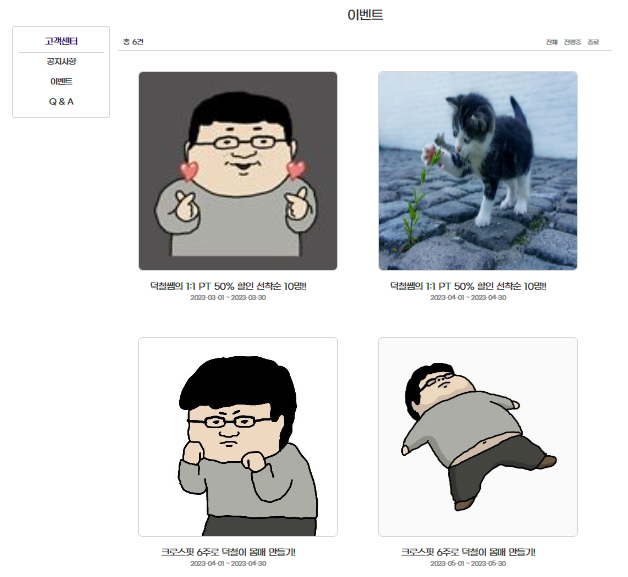 이벤트
고객센터
공지사항
이벤트
Q & A
총 6건
전체 진행중 종료
덕철쌤의 1:1 PT 50% 할인 선착순 10명!!
2023-03-01 ~ 2023-03-30
덕철쌤의 1:1 PT 50% 할인 선착순 10명!!
2023-04-01 ~ 2023-04-30
크로스핏 6주로 덕철이 몸매 만들기!
2023-04-01 ~ 2023-04-30
크로스핏 6주로 덕철이 몸매 만들기!
2023-05-01 ~ 2023-05-30